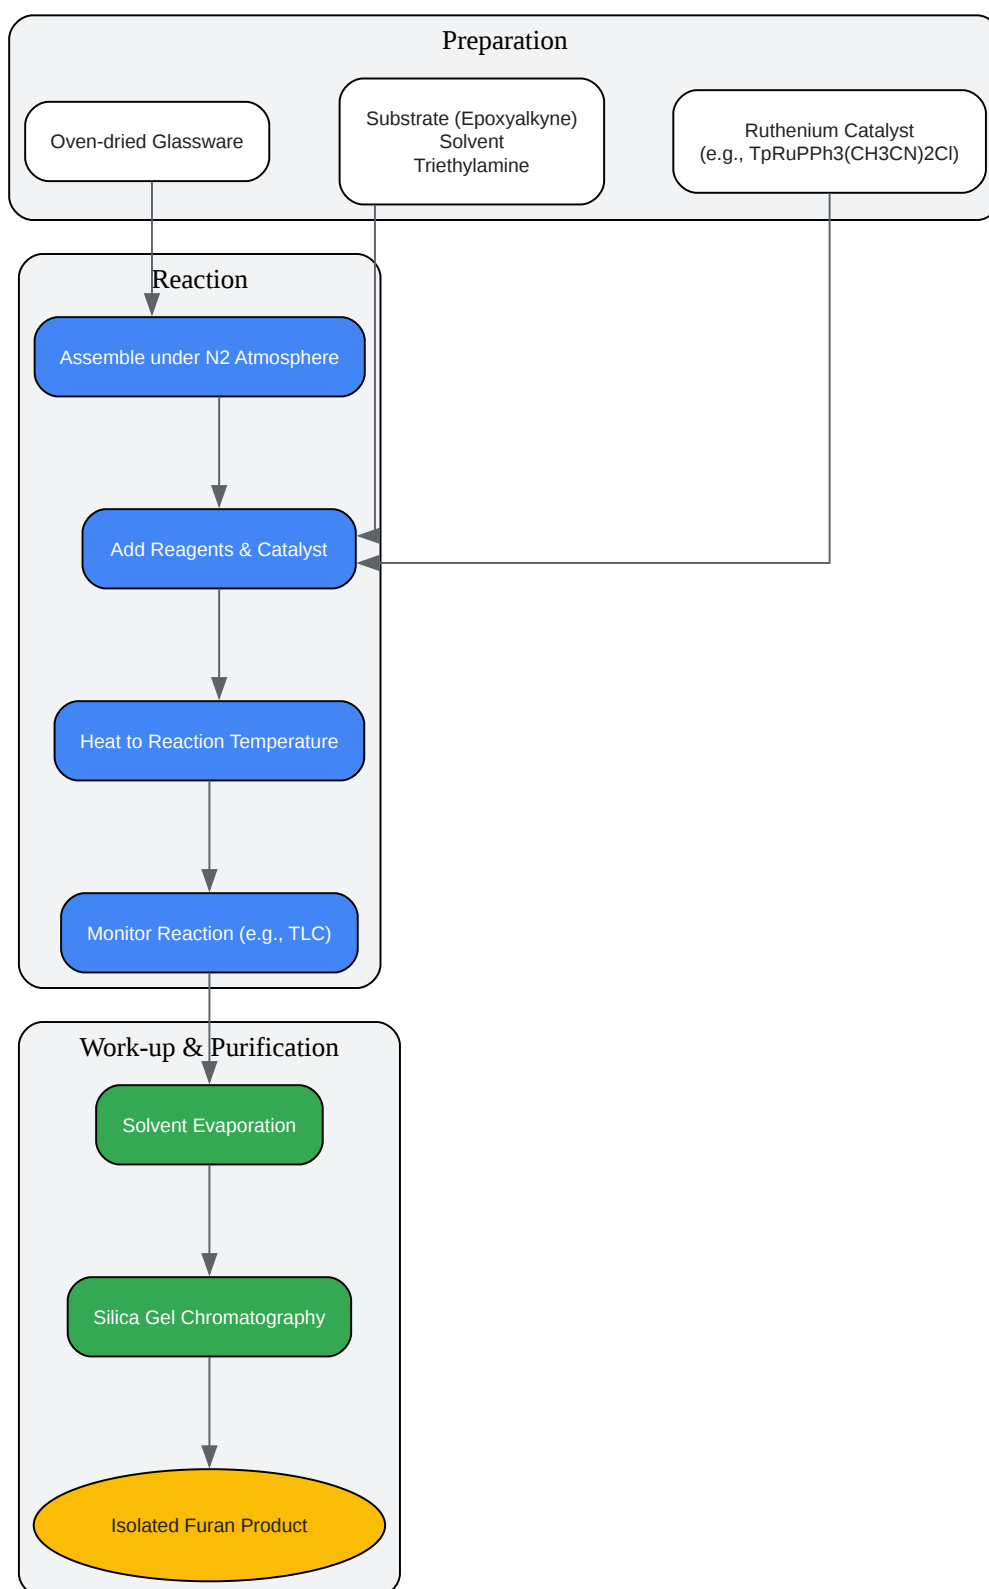 Preparation
Oven-dried Glassware
Substrate (Epoxyalkyne)
Solvent
Triethylamine
Ruthenium Catalyst
(e.g., TpRuPPh3(CH3CN)2Cl)
Reaction
Assemble under N2 Atmosphere
Add Reagents & Catalyst
Heat to Reaction Temperature
Monitor Reaction (e.g., TLC)
Work-up & Purification
Solvent Evaporation
Silica Gel Chromatography
Isolated Furan Product